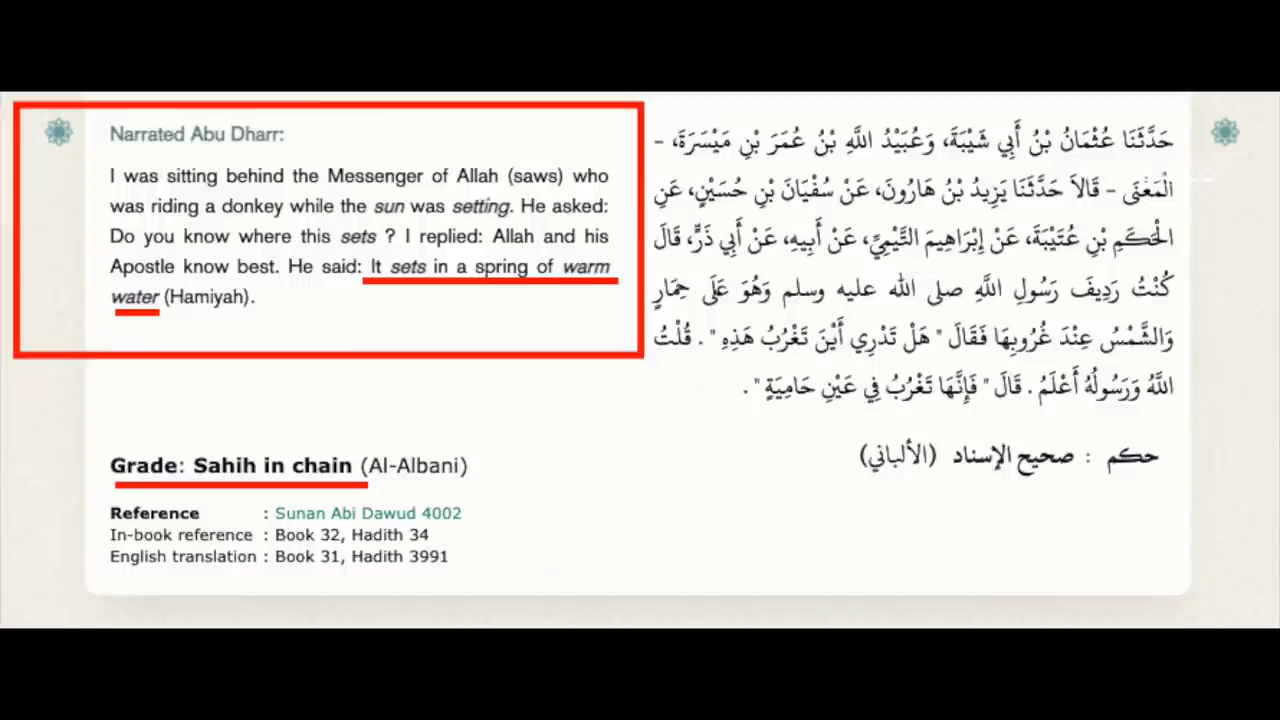 Narrated Abu Dharr:
I was sitting behind the Messenger of Allah (saws) who
was riding a donkey while the sun was setting. He asked:
Do you know where this sets ? I replied: Allah and his
Apostle know best. He said: It sets in a spring of warm
water (Hamiyah).
حَدَّثَنَا عُثْمَانُ بْنُ أَبِي شَيْبَةَ، وَعُبَيْدُ اللَّهِ بْنُ عُمَرَ بْنِ مَيْسَرَةَ، –
الْمَعْنَى – قَالاَ حَدَّثَنَا يَزِيدُ بْنُ هَارُونَ، عَنْ سُفْيَانَ بْنِ حُسَيْنٍ، عَنِ
الْحَكَمِ بْنِ عُتَيْبَةَ، عَنْ إِبْرَاهِيمَ التَّيْمِيِّ، عَنْ أَبِيهِ، عَنْ أَبِي ذَرٍّ، قَالَ
كُنْتُ رَدِيفَ رَسُولِ اللَّهِ صلى الله عليه وسلم وَهُوَ عَلَى حِمَارٍ
وَالشَّمْسُ عِنْدَ غُرُوبِهَا فَقَالَ " هَلْ تَدْرِي أَيْنَ تَغْرُبُ هَذِهِ " . قُلْتُ
اللَّهُ وَرَسُولُهُ أَعْلَمُ . قَالَ " فَإِنَّهَا تَغْرُبُ فِي عَيْنِ حَامِيَةٍ " .
Grade: Sahih in chain (Al-Albani)
حكم : صحيح الإسناد (الألباني)
Reference : Sunan Abi Dawud 4002
In-book reference : Book 32, Hadith 34
English translation : Book 31, Hadith 3991